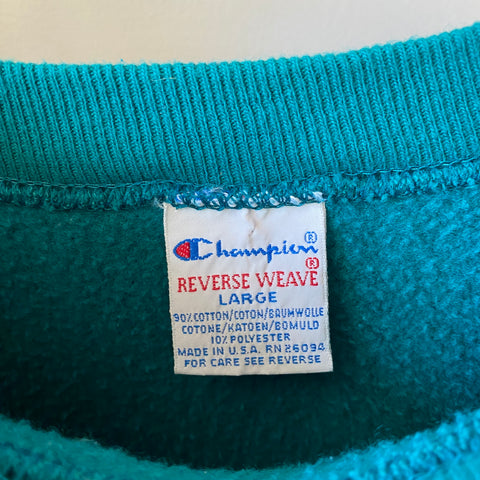 Champion®
REVERSE WEAVE®
LARGE
90% COTTON/COTON/BAUMWOLLE
COTONE/KATOEN/BOMULD
10% POLYESTER
MADE IN U.S.A. RN 26094
FOR CARE SEE REVERSE